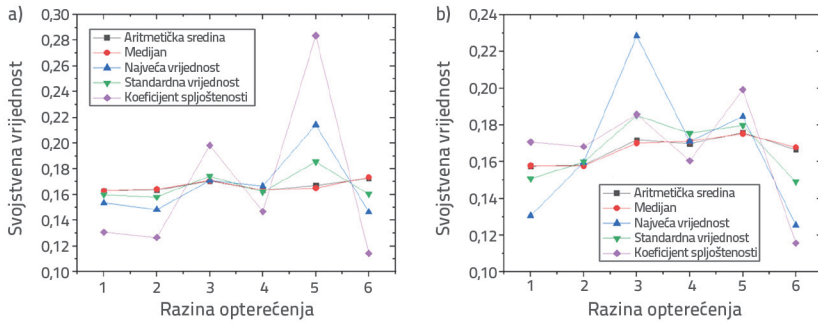 a)
Svojstvena vrijednost
0,30
0,28
0,26
0,24
0,22
0,20
0,18
0,16
0,14
0,12
0,10
Aritmetička sredina
Medijan
Najveća vrijednost
Standardna vrijednost
Koeficijent spljoštenosti
1 2 3 4 5 6
Razina opterećenja
b)
Svojstvena vrijednost
0,24
0,22
0,20
0,18
0,16
0,14
0,12
0,10
Aritmetička sredina
Medijan
Najveća vrijednost
Standardna vrijednost
Koeficijent spljoštenosti
1 2 3 4 5 6
Razina opterećenja